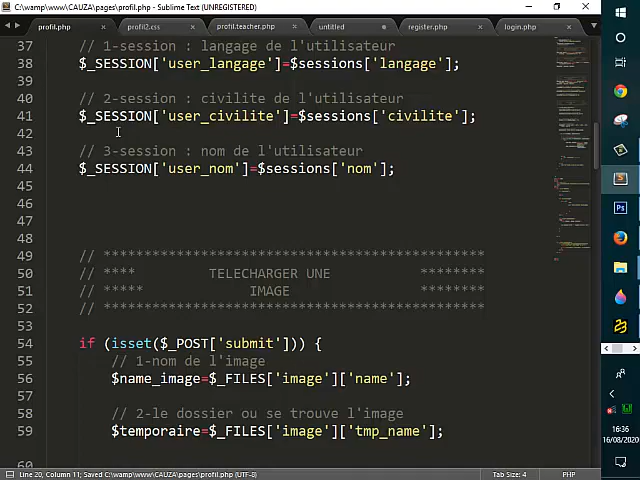 C:\wamp\www\CAUZA\pages\profil.php - Sublime Text (UNREGISTERED)
profil.php × profil2.css × profil.teacher.php × untitled register.php × login.php ×
37 // 1-session : langage de l'utilisateur
38 $_SESSION['user_langage']=$sessions['langage'];
39
40 // 2-session : civilite de l'utilisateur
41 $_SESSION['user_civilite']=$sessions['civilite'];
42
43 // 3-session : nom de l'utilisateur
44 $_SESSION['user_nom']=$sessions['nom'];
45
46
47
48
49 // ***********************************************
50 // **** TELECHARGER UNE ********
51 // ***** IMAGE ********
52 // ***********************************************
53
54 if (isset($_POST['submit'])) {
55 // 1-nom de l'image
56 $name_image=$_FILES['image']['name'];
57
58 // 2-le dossier ou se trouve l'image
59 $temporaire=$_FILES['image']['tmp_name'];
60
Line 20, Column 11; Saved C:\wamp\www\CAUZA\pages\profil.php (UTF-8) Tab Size: 4 PHP
Ps
16:36
16/08/2020